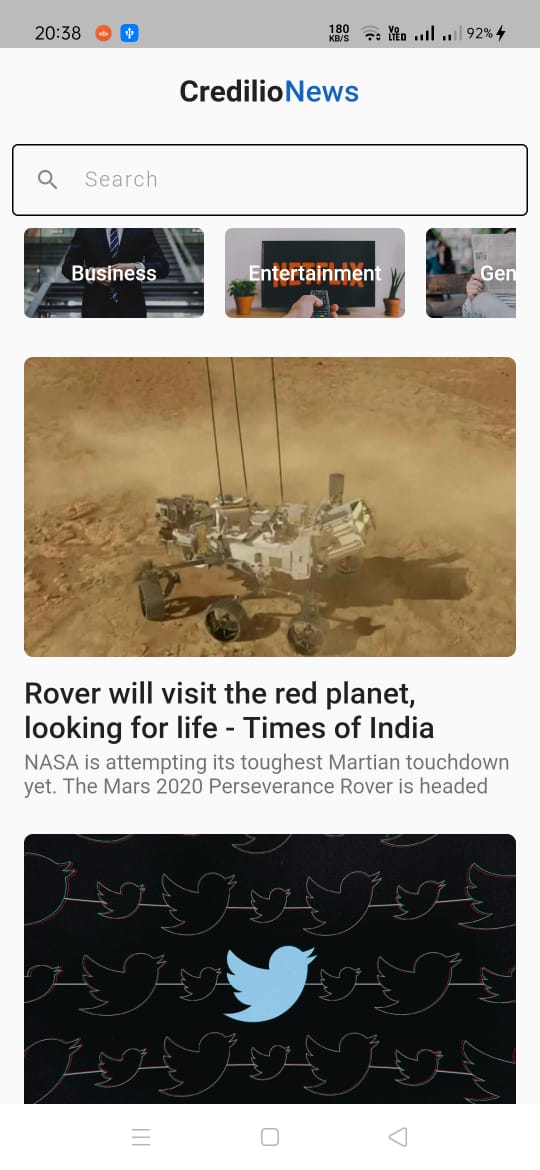 20:38 180 KB/S Vo LTED 92%
CredilioNews
Search
Business Entertainment Gen
NETFLIX
Rover will visit the red planet,
looking for life - Times of India
NASA is attempting its toughest Martian touchdown
yet. The Mars 2020 Perseverance Rover is headed